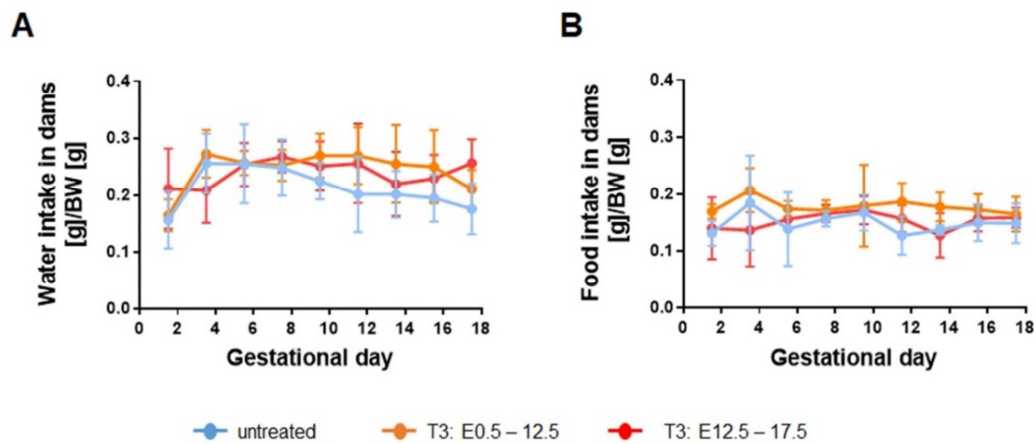 A
Water intake in dams
[g]/BW [g]
0.4
0.3
0.2
0.1
0.0
0 2 4 6 8 10 12 14 16 18
Gestational day
B
Food intake in dams
[g]/BW [g]
0.4
0.3
0.2
0.1
0.0
0 2 4 6 8 10 12 14 16 18
Gestational day
untreated T3: E0.5 – 12.5 T3: E12.5 – 17.5